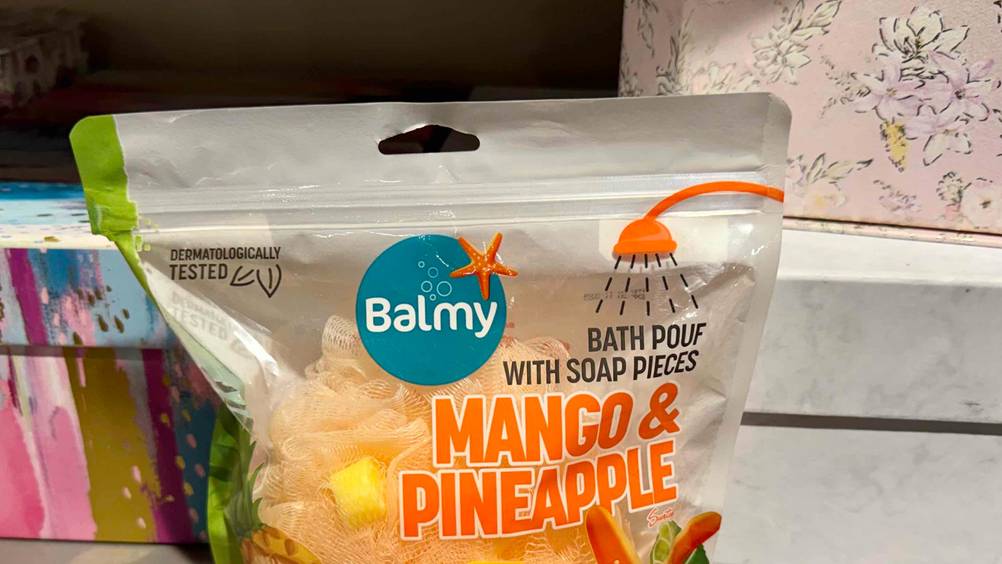 DERMATOLOGICALLY
TESTED
Balmy
BATH POUF
WITH SOAP PIECES
MANGO &
PINEAPPLE